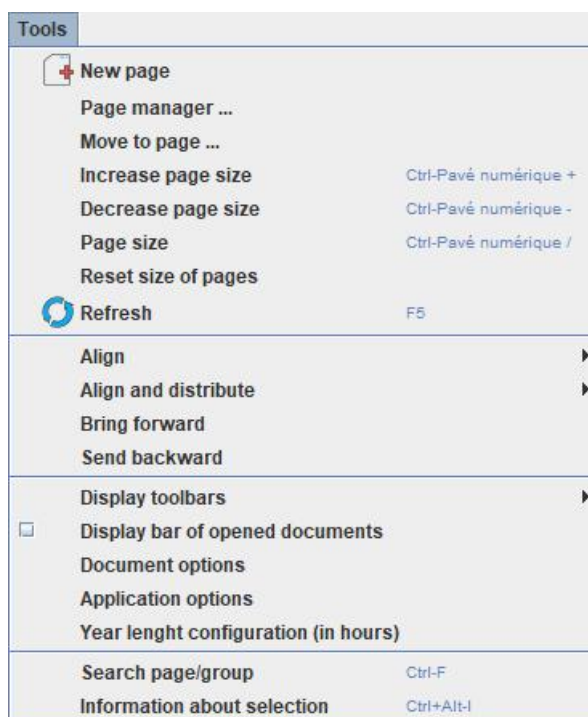 Tools
New page
Page manager ...
Move to page ...
Increase page size Ctrl-Pavé numérique +
Decrease page size Ctrl-Pavé numérique -
Page size Ctrl-Pavé numérique /
Reset size of pages
Refresh F5
Align
Align and distribute
Bring forward
Send backward
Display toolbars
Display bar of opened documents
Document options
Application options
Year lenght configuration (in hours)
Search page/group Ctrl-F
Information about selection Ctrl+Alt-I